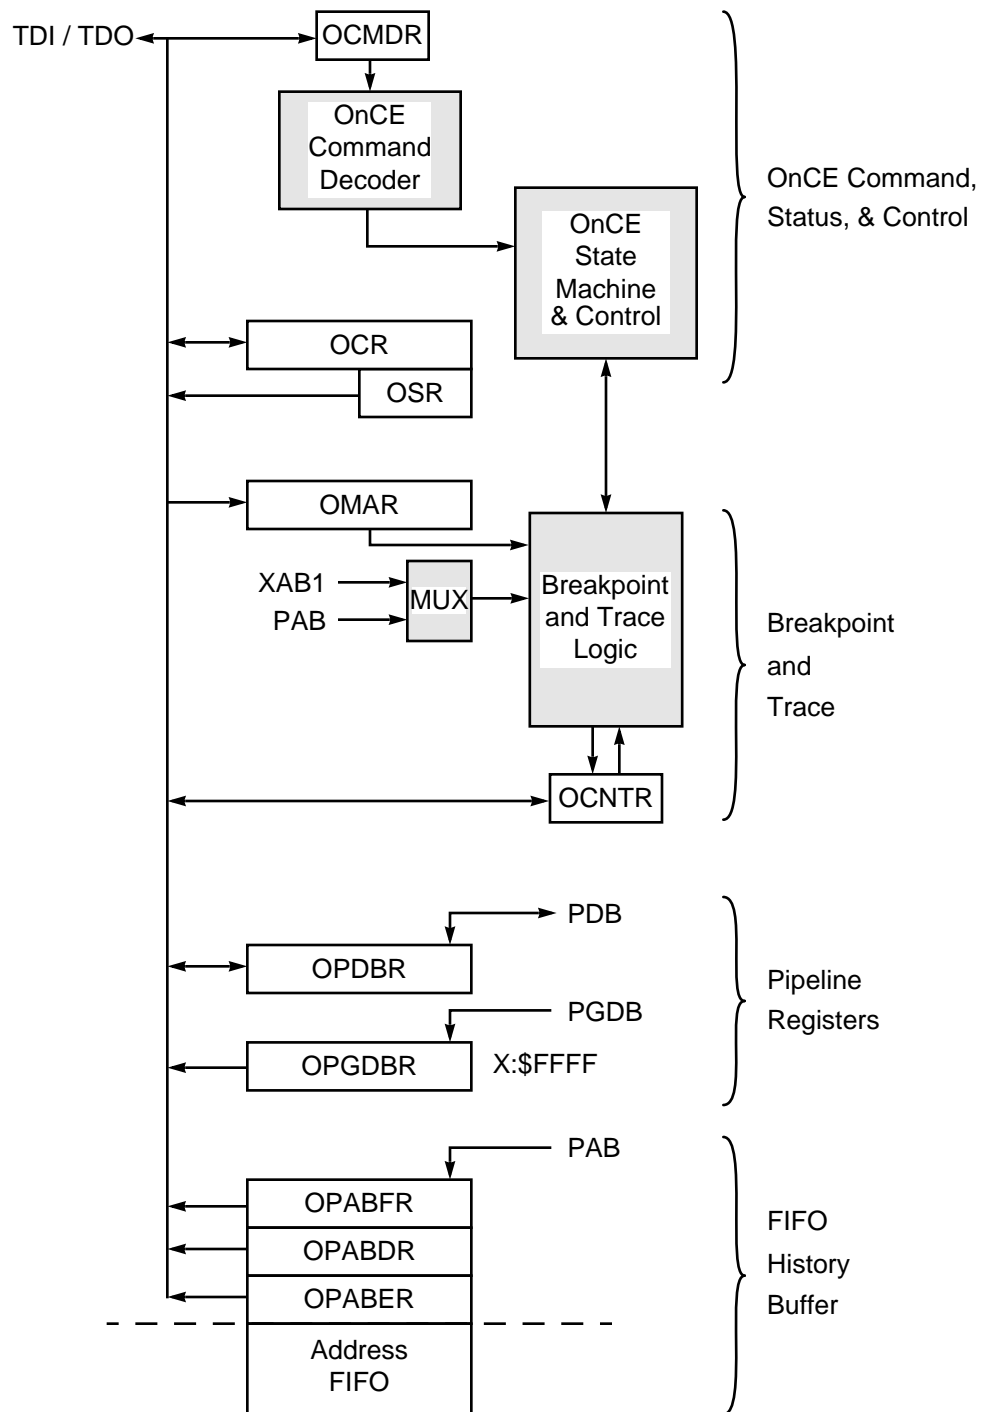 TDI / TDO
OCMDR
OnCE
Command
Decoder
OnCE
State
Machine
& Control
OnCE Command,
Status, & Control
OCR
OSR
OMAR
XAB1
PAB
MUX
Breakpoint
and Trace
Logic
Breakpoint
and
Trace
OCNTR
PDB
OPDBR
PGDB
OPGDBR
X:$FFFF
Pipeline
Registers
PAB
OPABFR
OPABDR
OPABER
Address
FIFO
FIFO
History
Buffer